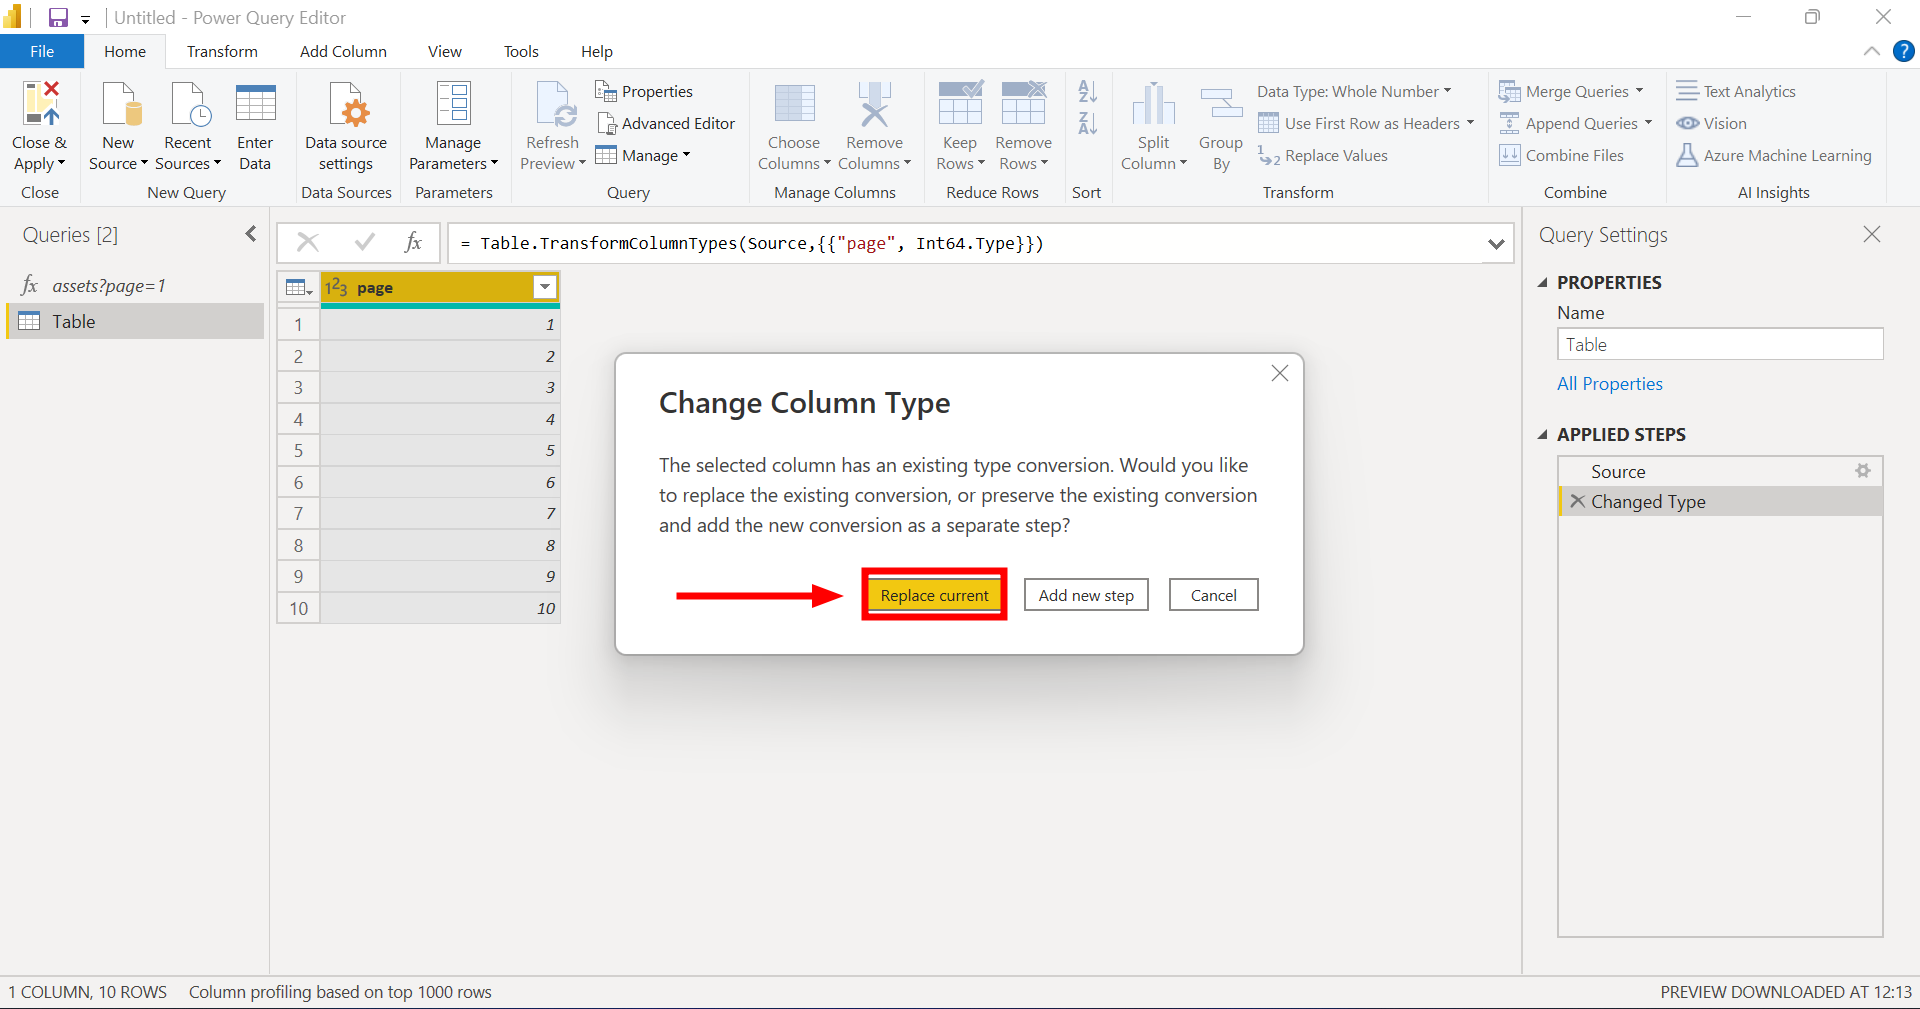 Untitled - Power Query Editor
File
Home
Transform
Add Column
View
Tools
Help
?
Close &
Apply
Close
New
Source
Recent
Sources
Enter
Data
New Query
Data source
settings
Data Sources
Manage
Parameters
Parameters
Refresh
Preview
Properties
Advanced Editor
Manage
Query
Choose
Columns
Remove
Columns
Manage Columns
Keep
Rows
Remove
Rows
Reduce Rows
A
Z
Z
A
Sort
Split
Column
Group
By
Data Type: Whole Number
Use First Row as Headers
1
2
Replace Values
Transform
Merge Queries
Append Queries
Combine Files
Combine
Text Analytics
Vision
Azure Machine Learning
AI Insights
Queries [2]
fx assets?page=1
Table
fx
= Table.TransformColumnTypes(Source,{{"page", Int64.Type}})
123 page
1 1
2 2
3 3
4 4
5 5
6 6
7 7
8 8
9 9
10 10
Change Column Type
The selected column has an existing type conversion. Would you like
to replace the existing conversion, or preserve the existing conversion
and add the new conversion as a separate step?
Replace current
Add new step
Cancel
Query Settings
PROPERTIES
Name
Table
All Properties
APPLIED STEPS
Source
Changed Type
1 COLUMN, 10 ROWS
Column profiling based on top 1000 rows
PREVIEW DOWNLOADED AT 12:13